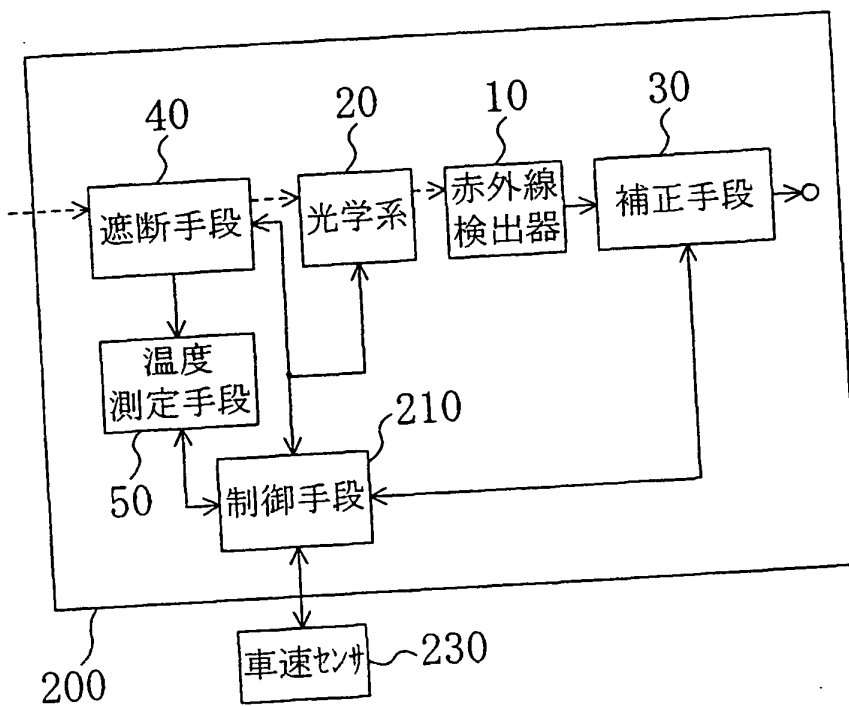 40
20
10
30
遮断手段
光学系
赤外線
検出器
補正手段
温度
測定手段
50
210
制御手段
200
車速センサ
230